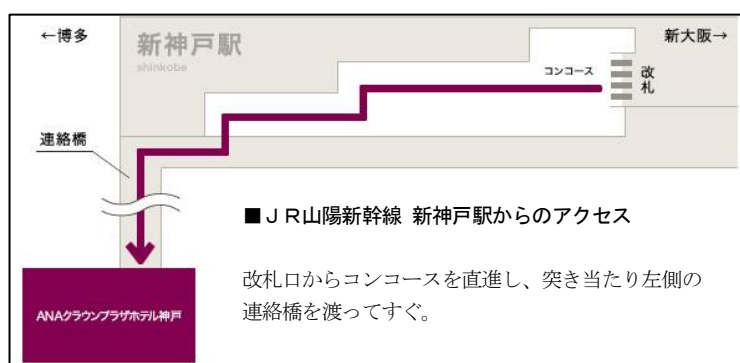 ←博多
新神戸駅
shinkobe
新大阪→
コンコース
改札
連絡橋
■ＪＲ山陽新幹線 新神戸駅からのアクセス
改札口からコンコースを直進し、突き当たり左側の
連絡橋を渡ってすぐ。
ANAクラウンプラザホテル神戸